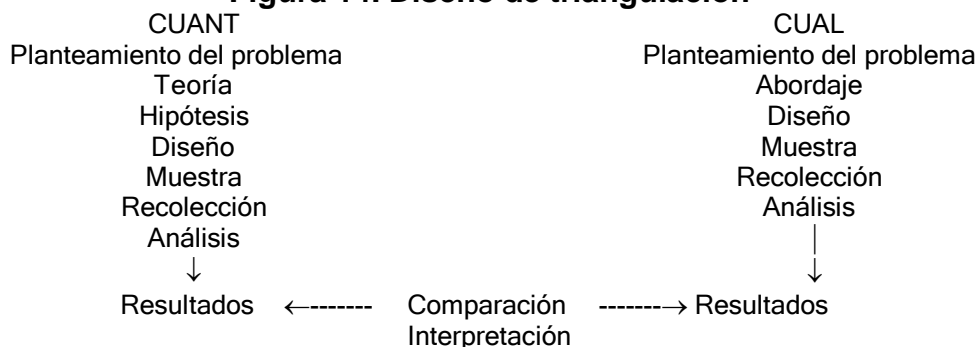 CUANT CUAL
Planteamiento del problema Planteamiento del problema
Teoría Abordaje
Hipótesis Diseño
Diseño Muestra
Muestra Recolección
Recolección Análisis
Análisis
Resultados ←------- Comparación -------→ Resultados
Interpretación